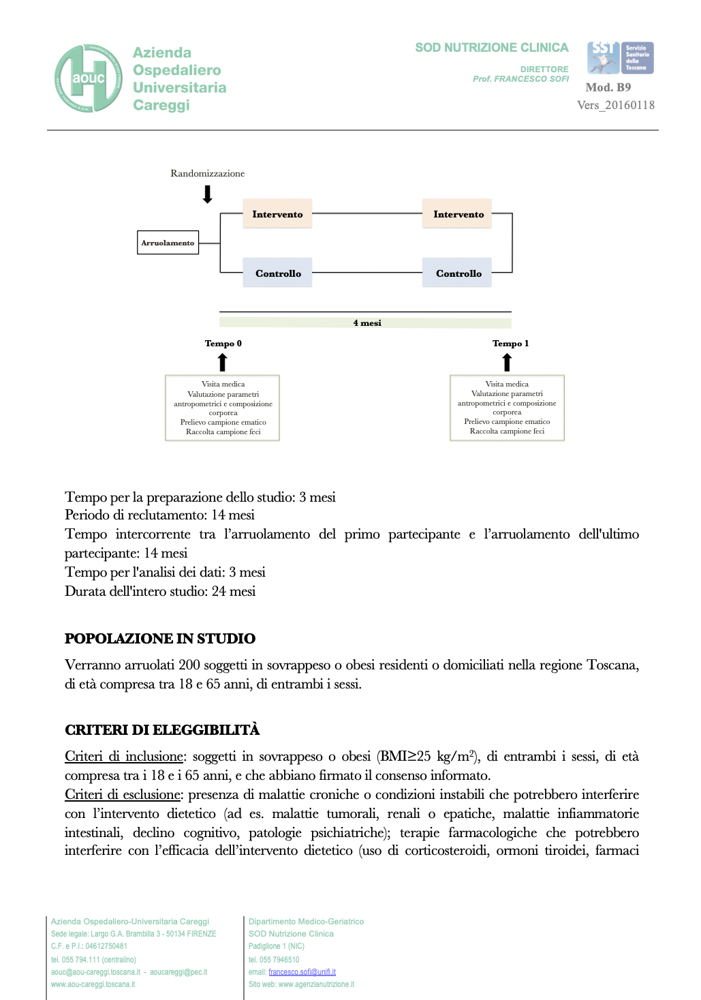 aouc
Azienda
Ospedaliero
Universitaria
Careggi
SOD NUTRIZIONE CLINICA
DIRETTORE
Prof. FRANCESCO SOFI
SST
Servizio
Sanitario
della
Toscana
Mod. B9
Vers_20160118
Randomizzazione
Intervento
Intervento
Arruolamento
Controllo
Controllo
4 mesi
Tempo 0
Tempo 1
Visita medica
Valutazione parametri
antropometrici e composizione
corporea
Prelievo campione ematico
Raccolta campione feci
Visita medica
Valutazione parametri
antropometrici e composizione
corporea
Prelievo campione ematico
Raccolta campione feci
Tempo per la preparazione dello studio: 3 mesi
Periodo di reclutamento: 14 mesi
Tempo intercorrente tra l’arruolamento del primo partecipante e l’arruolamento dell'ultimo
partecipante: 14 mesi
Tempo per l'analisi dei dati: 3 mesi
Durata dell'intero studio: 24 mesi
POPOLAZIONE IN STUDIO
Verranno arruolati 200 soggetti in sovrappeso o obesi residenti o domiciliati nella regione Toscana,
di età compresa tra 18 e 65 anni, di entrambi i sessi.
CRITERI DI ELEGGIBILITÀ
Criteri di inclusione: soggetti in sovrappeso o obesi (BMI≥25 kg/m²), di entrambi i sessi, di età
compresa tra i 18 e i 65 anni, e che abbiano firmato il consenso informato.
Criteri di esclusione: presenza di malattie croniche o condizioni instabili che potrebbero interferire
con l’intervento dietetico (ad es. malattie tumorali, renali o epatiche, malattie infiammatorie
intestinali, declino cognitivo, patologie psichiatriche); terapie farmacologiche che potrebbero
interferire con l’efficacia dell’intervento dietetico (uso di corticosteroidi, ormoni tiroidei, farmaci
Azienda Ospedaliero-Universitaria Careggi
Sede legale: Largo G.A. Brambilla 3 - 50134 FIRENZE
C.F. e P.I.: 04612750481
tel. 055 794.111 (centralino)
aouc@aou-careggi.toscana.it - aoucareggi@pec.it
www.aou-careggi.toscana.it
Dipartimento Medico-Geriatrico
SOD Nutrizione Clinica
Padiglione 1 (NIC)
tel. 055 7946510
email: francesco.sofi@unifi.it
Sito web: www.agenzianutrizione.it